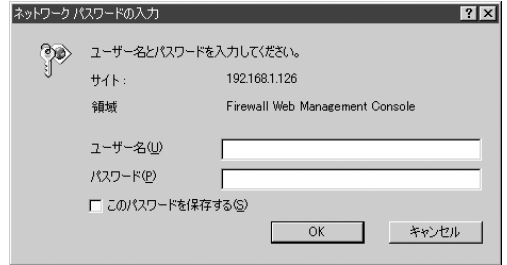 ネットワーク パスワードの入力
ユーザー名とパスワードを入力してください。
サイト: 192.168.1.126
領域 Firewall Web Management Console
ユーザー名(U)
パスワード(P)
このパスワードを保存する(S)
OK キャンセル